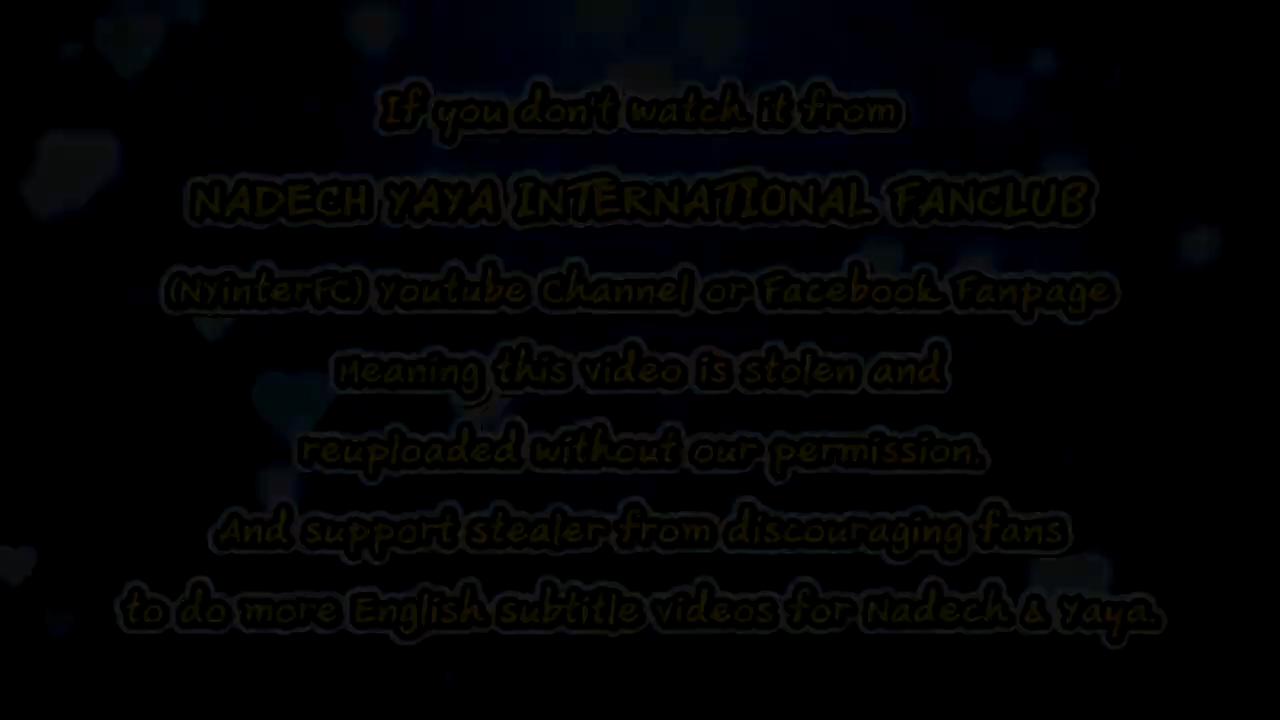 If you don't watch it from
NADECH YAYA INTERNATIONAL FANCLUB
(NYinterFC) Youtube Channel or Facebook Fanpage
Meaning this video is stolen and
reuploaded without our permission.
And support stealer from discouraging fans
to do more English subtitle videos for Nadech & Yaya.